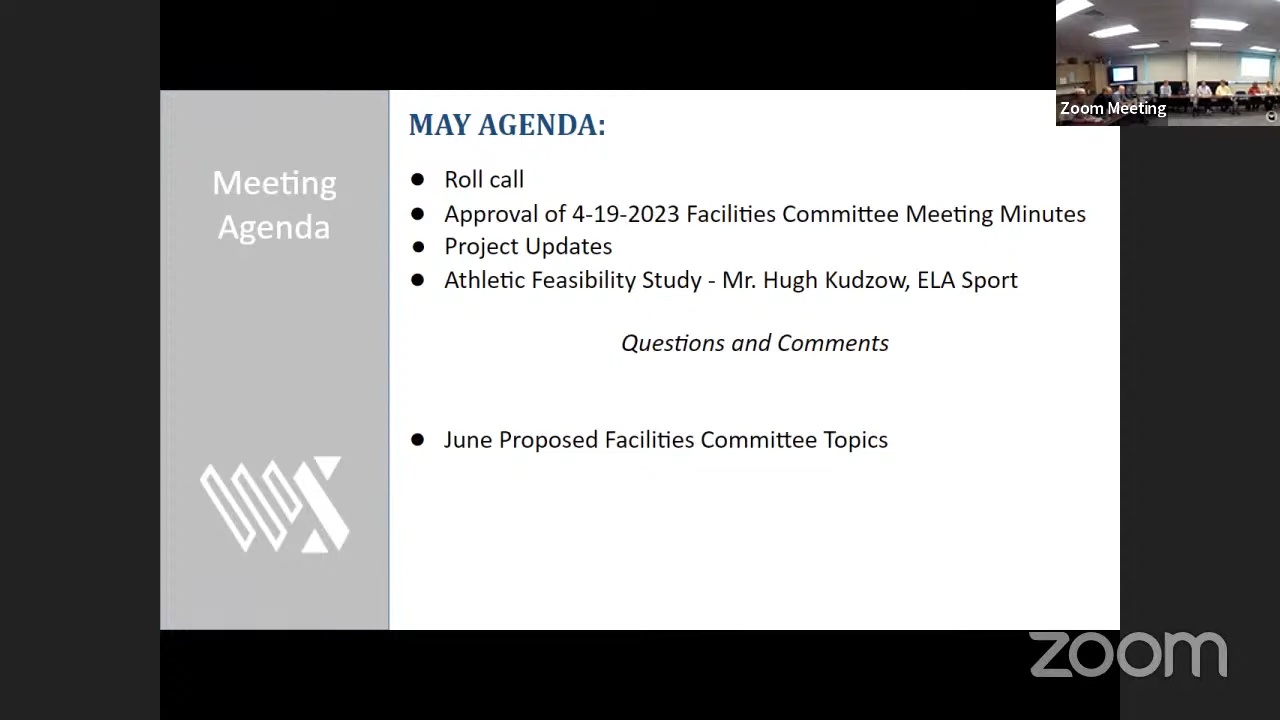 Zoom Meeting
Meeting
Agenda
MAY AGENDA:
● Roll call
● Approval of 4-19-2023 Facilities Committee Meeting Minutes
● Project Updates
● Athletic Feasibility Study - Mr. Hugh Kudzow, ELA Sport
Questions and Comments
● June Proposed Facilities Committee Topics
zoom